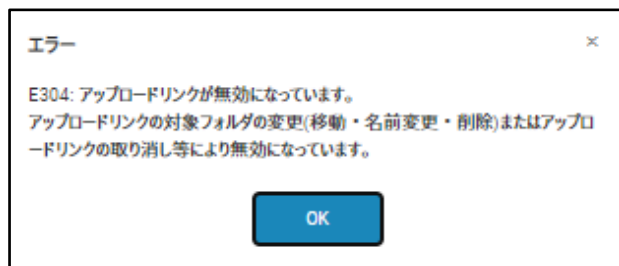 エラー
×
E304: アップロードリンクが無効になっています。
アップロードリンクの対象フォルダの変更(移動・名前変更・削除)またはアップロ
ードリンクの取り消し等により無効になっています。
OK